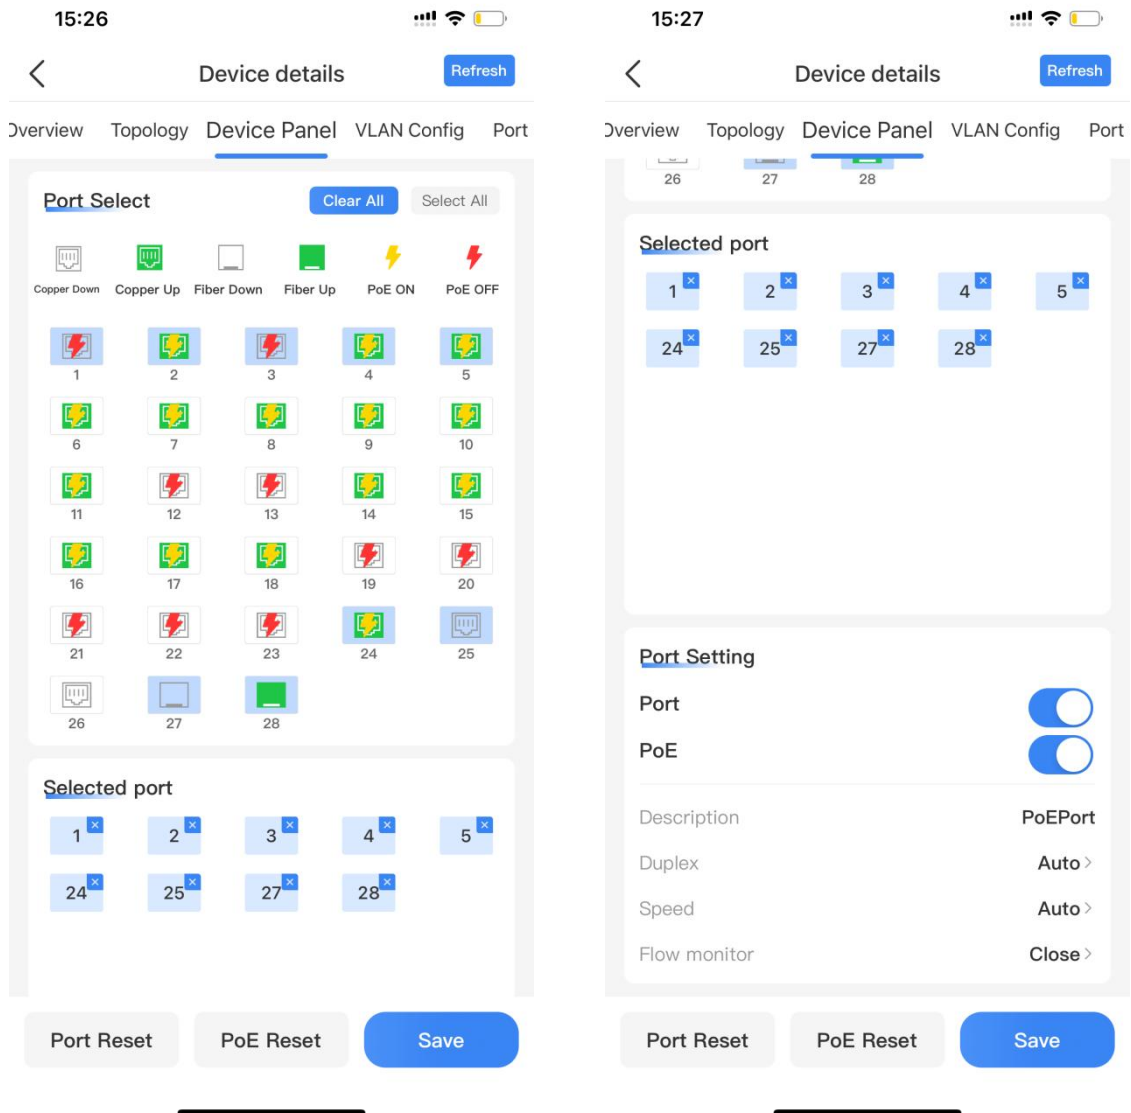 15:26
Device details
Refresh
Overview Topology Device Panel VLAN Config Port
Port Select
Clear All
Select All
Copper Down Copper Up Fiber Down Fiber Up PoE ON PoE OFF
1 2 3 4 5
6 7 8 9 10
11 12 13 14 15
16 17 18 19 20
21 22 23 24 25
26 27 28
Selected port
1 2 3 4 5
24 25 27 28
Port Reset PoE Reset Save
15:27
Device details
Refresh
Overview Topology Device Panel VLAN Config Port
26 27 28
Selected port
1 2 3 4 5
24 25 27 28
Port Setting
Port
PoE
Description PoEPort
Duplex Auto >
Speed Auto >
Flow monitor Close >
Port Reset PoE Reset Save